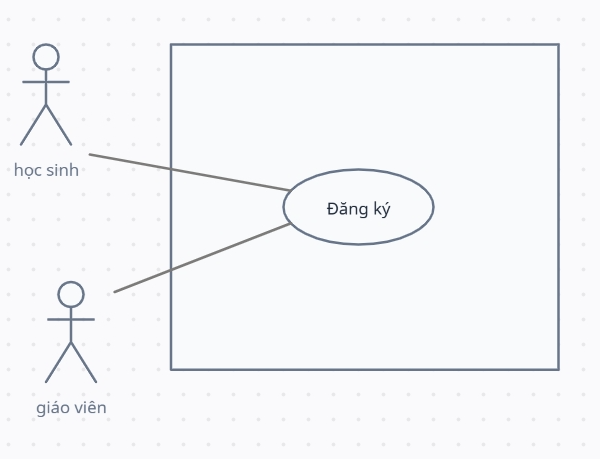 học sinh
Đăng ký
giáo viên